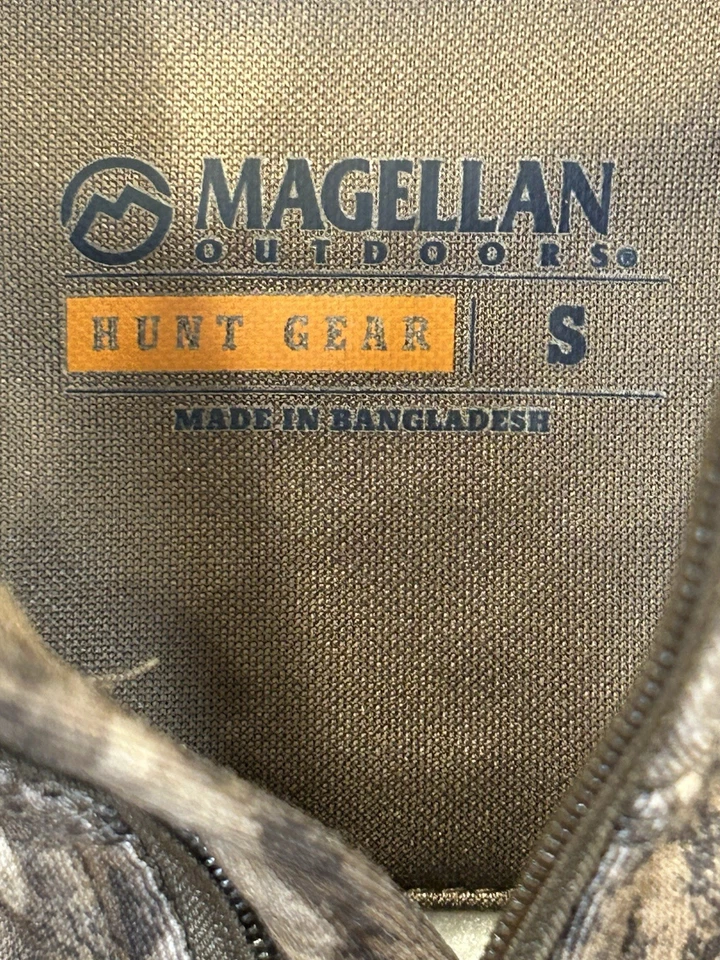 MAGELLAN
OUTDOORS®
HUNT GEAR S
MADE IN BANGLADESH